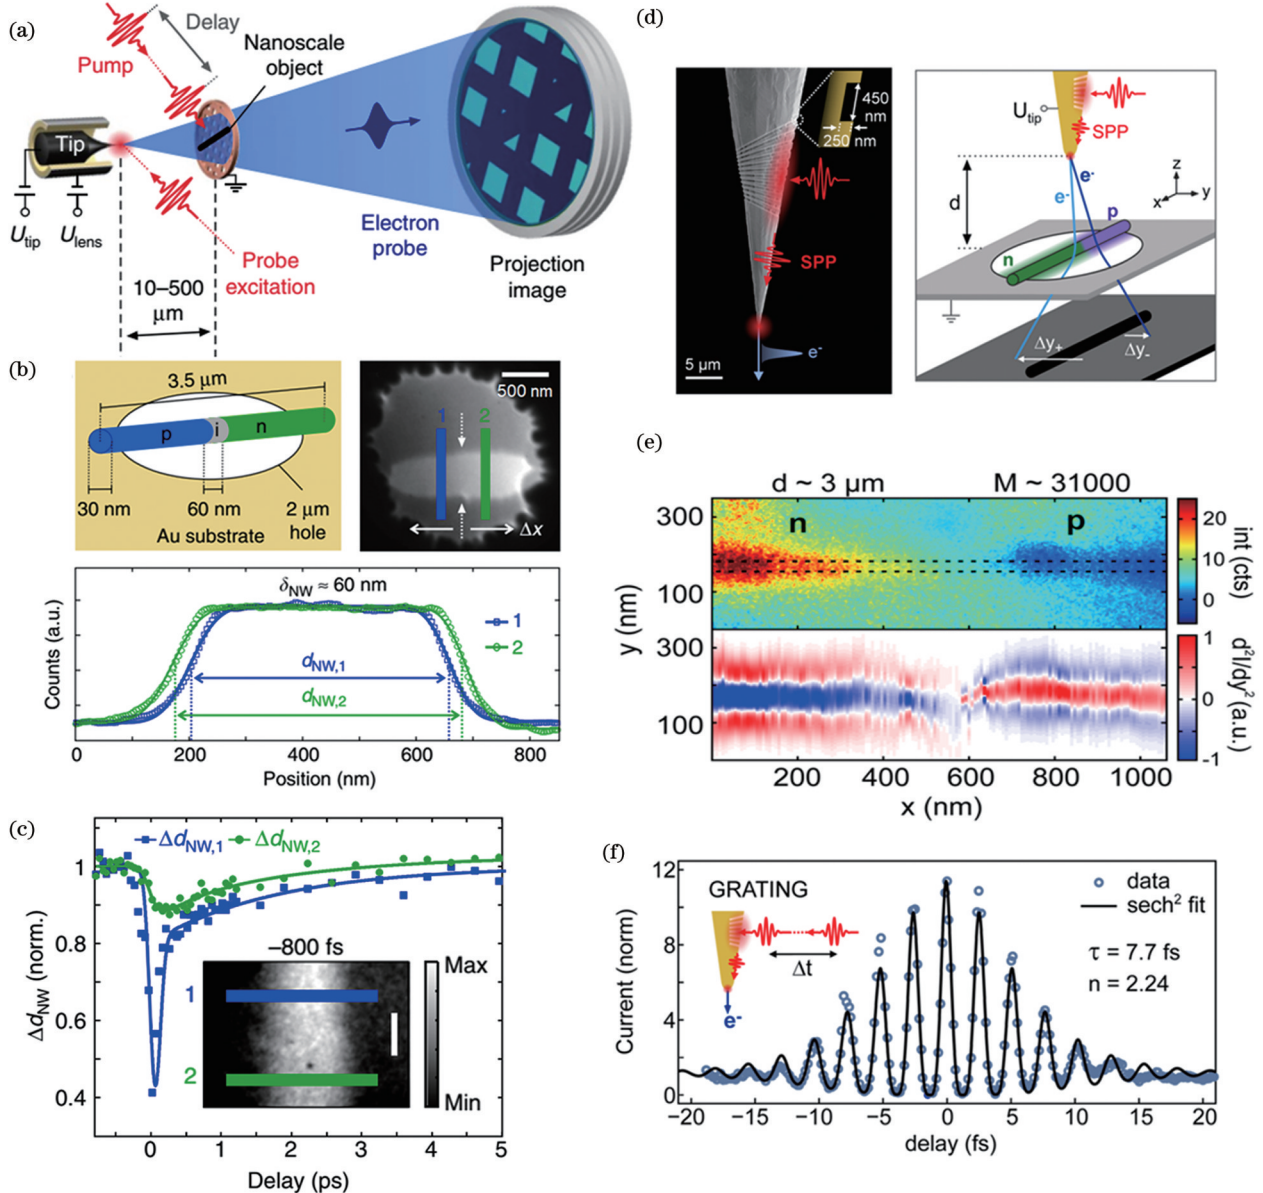 (a)
Delay
Pump
Nanoscale
object
Tip
U_tip
U_lens
Probe
excitation
10–500
μm
Electron
probe
Projection
image
(b)
3.5 μm
p
i
n
30 nm
60 nm
2 μm
hole
Au substrate
500 nm
1
2
Δx
δ_NW ≈ 60 nm
1
2
d_NW,1
d_NW,2
Counts (a.u.)
0
200
400
600
800
Position (nm)
(c)
Δd_NW,1
Δd_NW,2
1
0.8
0.6
0.4
Δd_NW (norm.)
–800 fs
1
2
Max
Min
0
1
2
3
4
5
Delay (ps)
(d)
450
nm
250 nm
SPP
e-
5 μm
U_tip
SPP
d
e-
e-
z
y
x
p
n
Δy+
Δy-
(e)
d ~ 3 μm
M ~ 31000
300
100
n
p
20
10
0
int (cts)
y (nm)
300
100
1
0
-1
d²I/dy² (a.u.)
200
400
600
800
1000
x (nm)
(f)
12
8
4
0
Current (norm)
GRATING
Δt
e-
data
sech² fit
τ = 7.7 fs
n = 2.24
−20
−15
−10
−5
0
5
10
15
20
delay (fs)